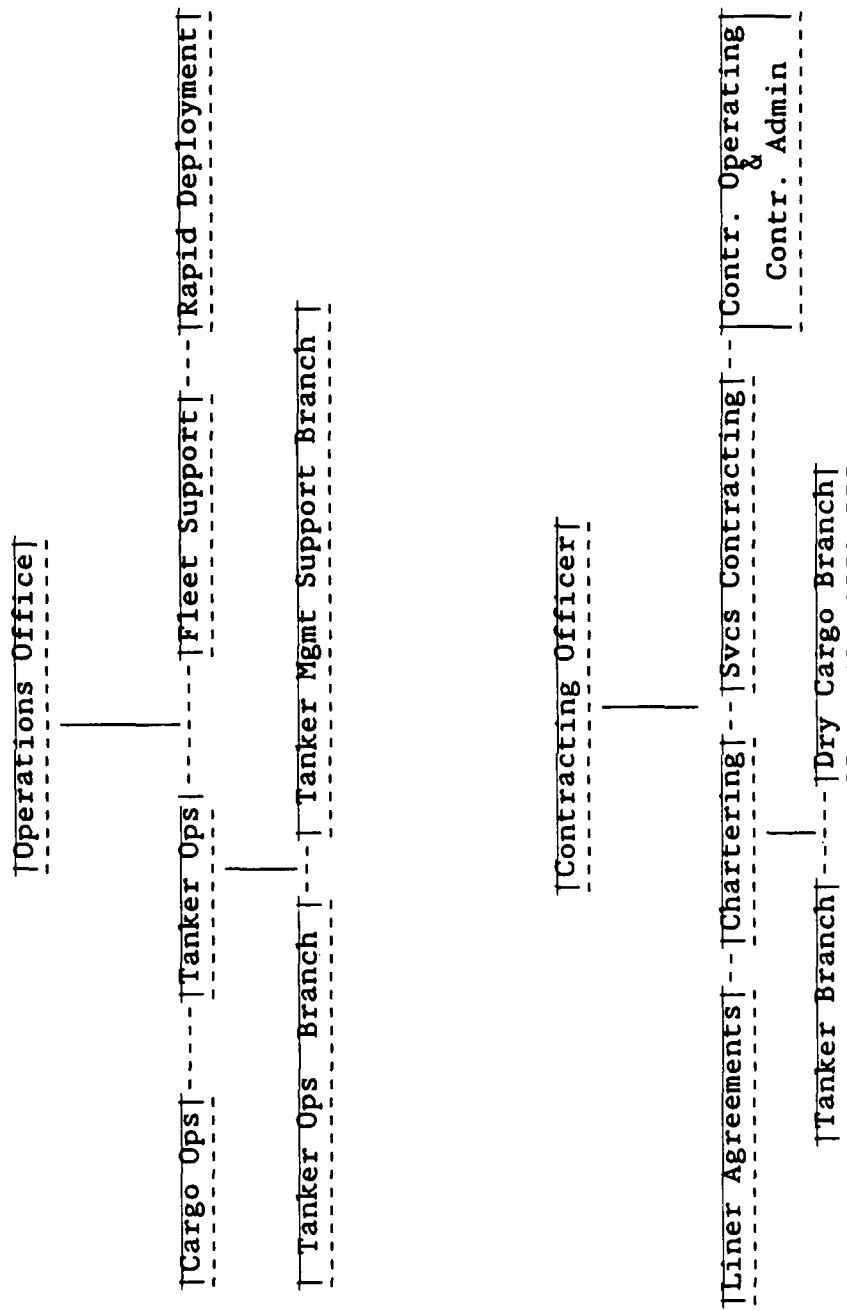 Operations Office
Cargo Ops Tanker Ops Fleet Support Rapid Deployment
Tanker Ops Branch Tanker Mgmt Support Branch
Contracting Officer
Liner Agreements Chartering Svcs Contracting Contr. Operating
&
Contr. Admin
Tanker Branch Dry Cargo Branch